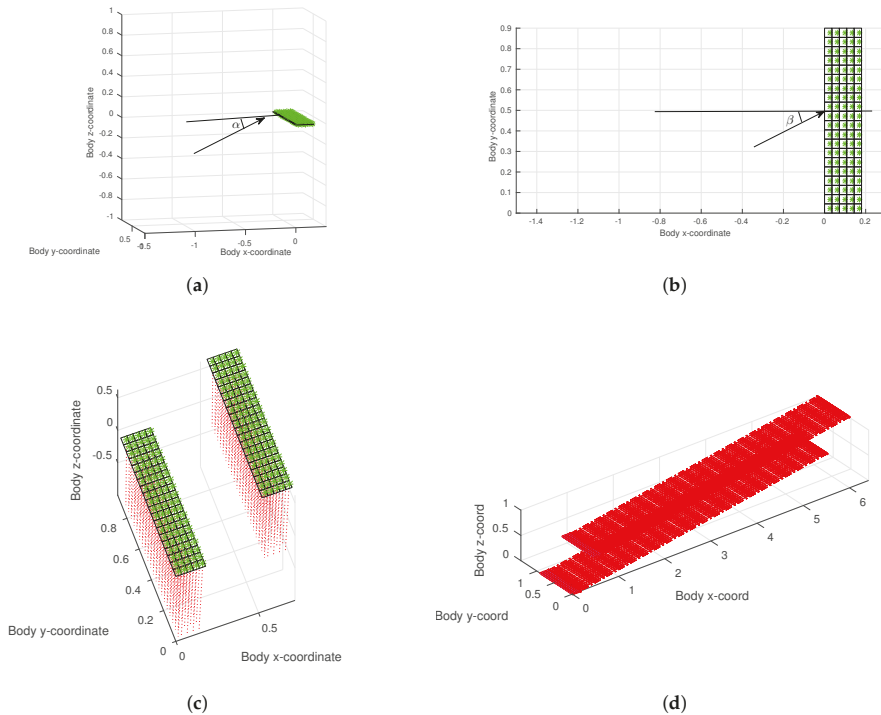 1
0.8
0.6
0.4
0.2
0
-0.2
-0.4
-0.6
-0.8
-1
Body z-coordinate
α
0.5
-0.5
-1
-0.5
0
Body y-coordinate
Body x-coordinate
(a)
0.9
0.8
0.7
0.6
0.5
0.4
0.3
0.2
0.1
0
Body y-coordinate
β
-1.4 -1.2 -1 -0.8 -0.6 -0.4 -0.2 0 0.2
Body x-coordinate
(b)
0.5
0
-0.5
Body z-coordinate
0.8
0.6
0.4
0.2
0
Body y-coordinate
0
0.5
Body x-coordinate
(c)
1
0.5
0
Body z-coord
1
0.5
0
Body y-coord
0
1
2
3
4
5
6
Body x-coord
(d)